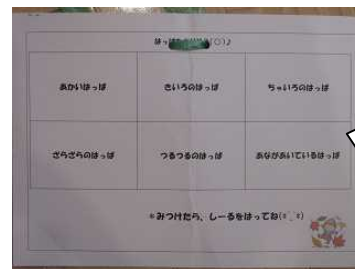 あかいはっぱ きいろのはっぱ ちゃいろのはっぱ
ざらざらのはっぱ つるつるのはっぱ あながあいているはっぱ
*みつけたら、しーるをはってね